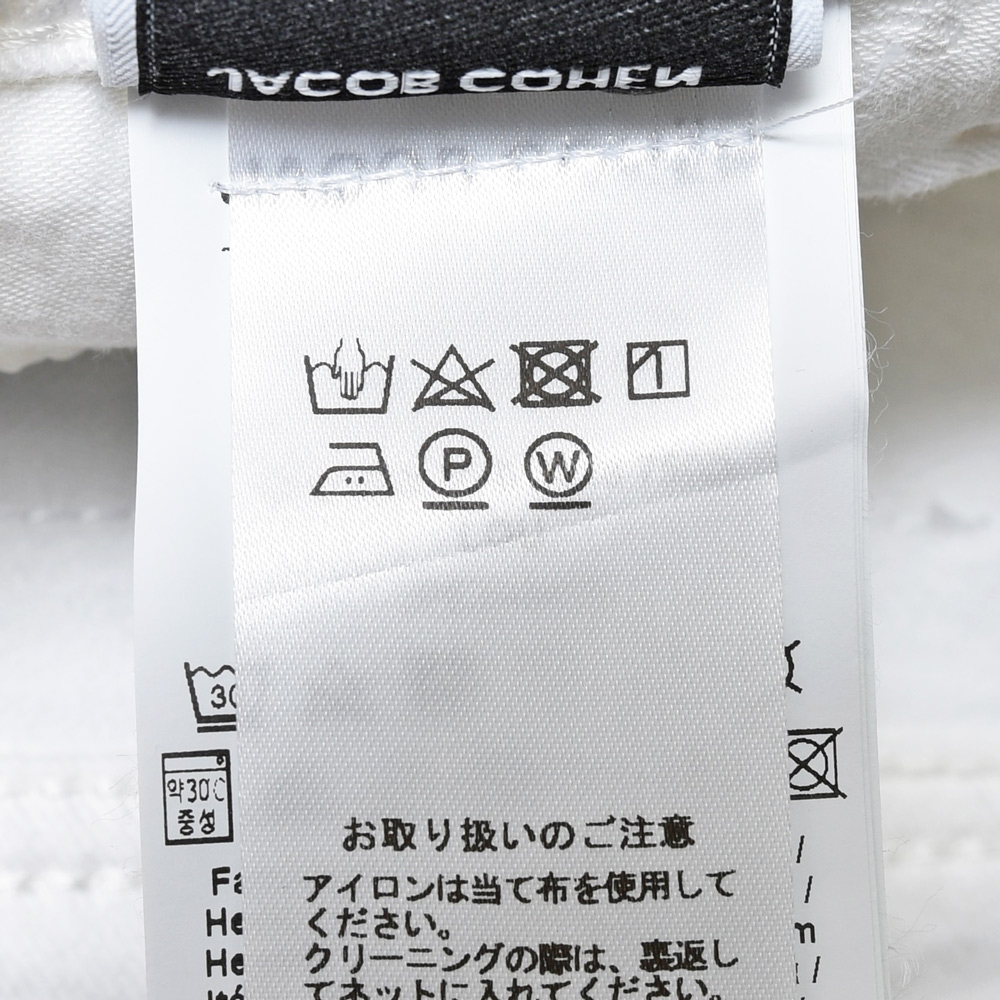 JACOB COHEN
P
W
30
약30℃
중성
お取り扱いのご注意
アイロンは当て布を使用して
ください。
クリーニングの際は、裏返し
てネットに入れてください。